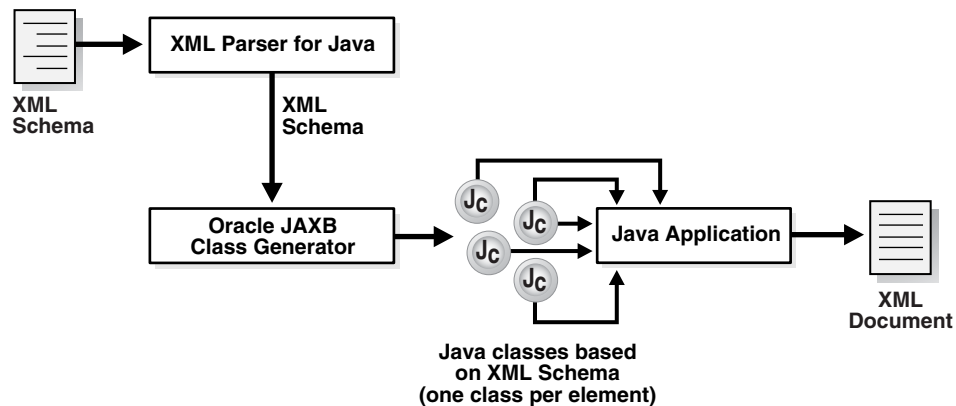 XML Parser for Java
XML
Schema
XML
Schema
Oracle JAXB
Class Generator
Jc
Jc
Jc
Jc
Java Application
XML
Document
Java classes based
on XML Schema
(one class per element)